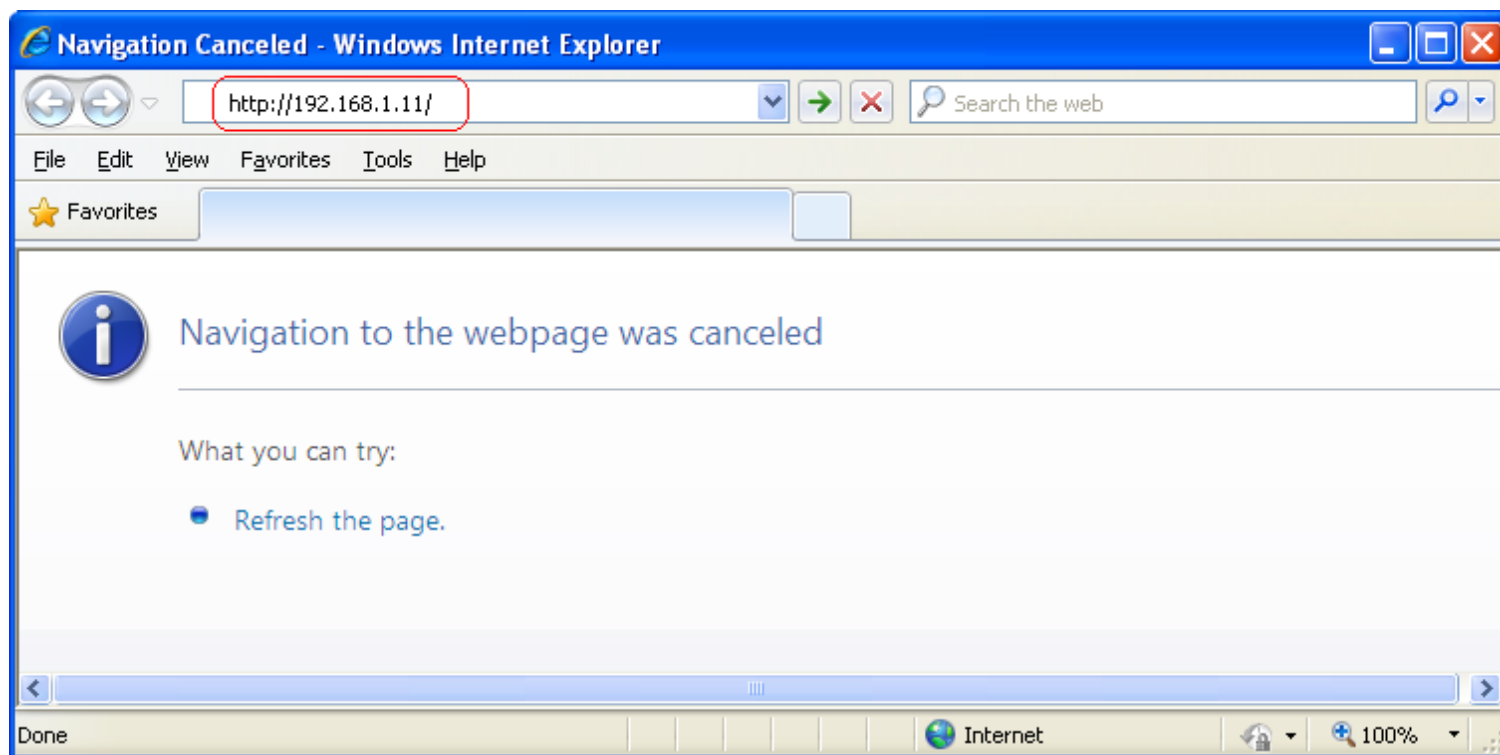 Navigation Canceled - Windows Internet Explorer
http://192.168.1.11/ Search the web
File Edit View Favorites Tools Help
Favorites
Navigation to the webpage was canceled
What you can try:
Refresh the page.
Done Internet 100%